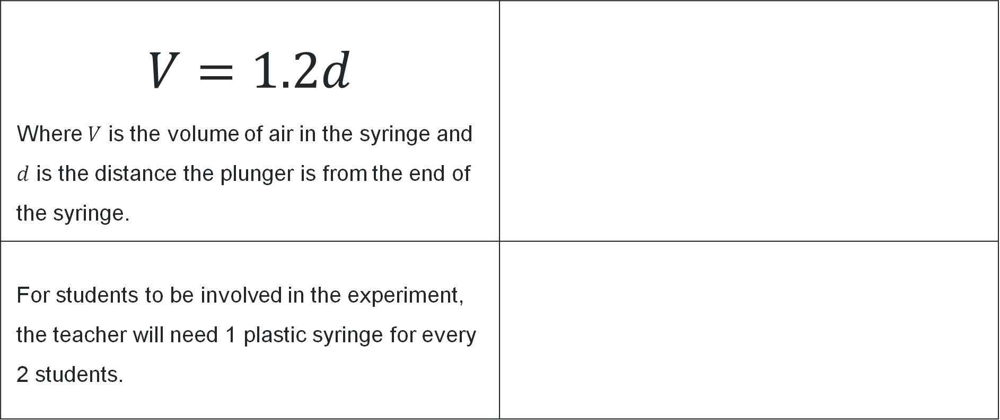 V = 1.2d
Where V is the volume of air in the syringe and
d is the distance the plunger is from the end of
the syringe.
For students to be involved in the experiment,
the teacher will need 1 plastic syringe for every
2 students.